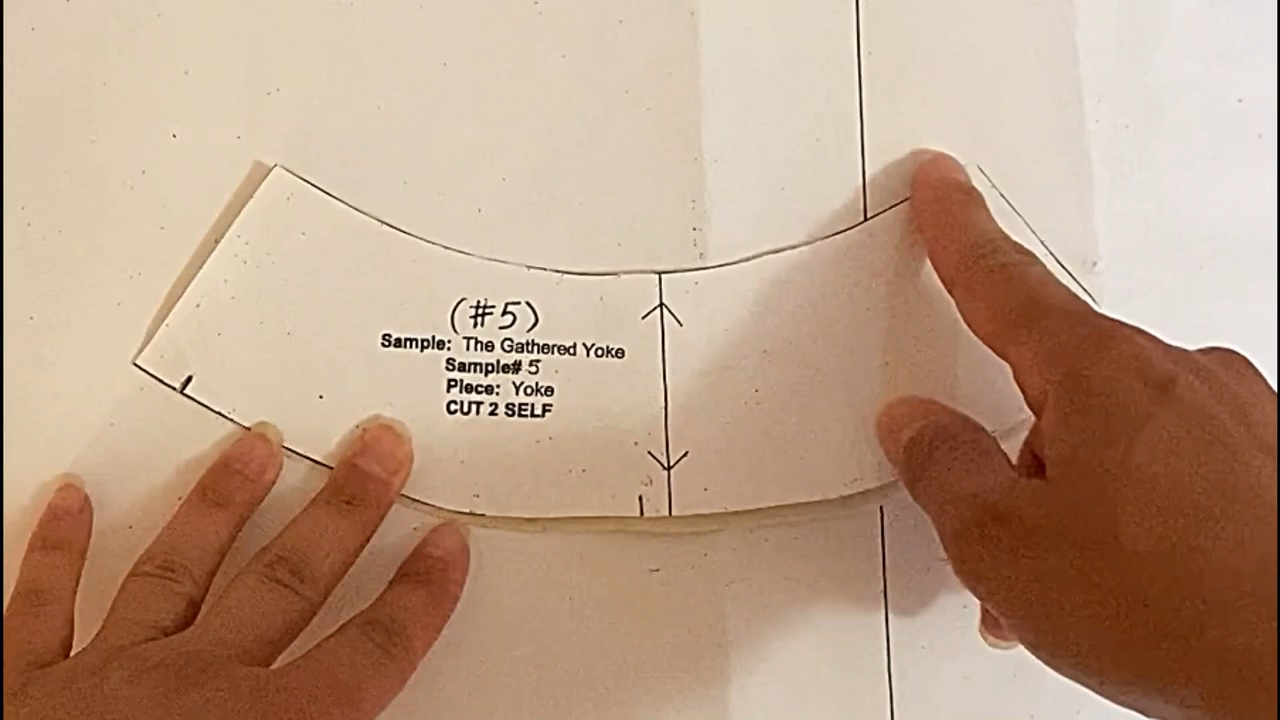 (#5)
Sample: The Gathered Yoke
Sample# 5
Piece: Yoke
CUT 2 SELF